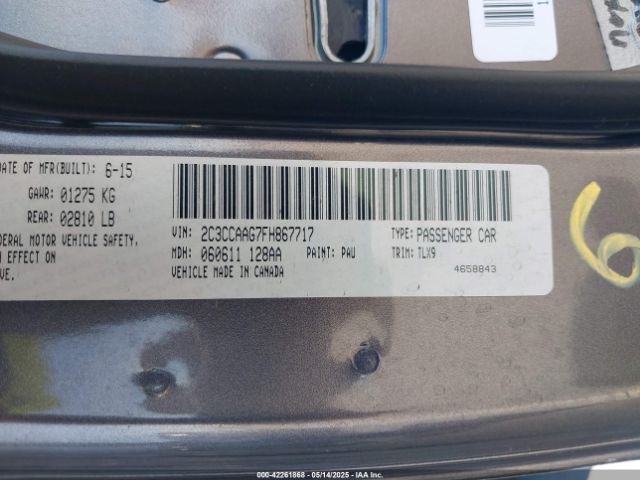 DATE OF MFR(BUILT): 6-15
GAWR: 01275 KG
REAR: 02810 LB
VIN: 2C3CCAAG7FH867717
TYPE: PASSENGER CAR
MDH: 060611 128AA
PAINT: PAU
TRIM: TLX9
VEHICLE MADE IN CANADA
4658843
DERAL MOTOR VEHICLE SAFETY,
EFFECT ON
VE.
6
000-42261868 - 05/14/2025 - IAA Inc.